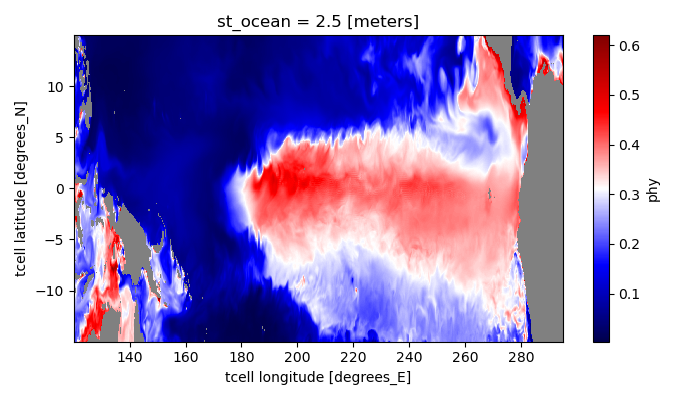 st_ocean = 2.5 [meters]
tcell latitude [degrees_N]
10
5
0
−5
−10
140 160 180 200 220 240 260 280
tcell longitude [degrees_E]
0.6
0.5
0.4
0.3
0.2
0.1
phy